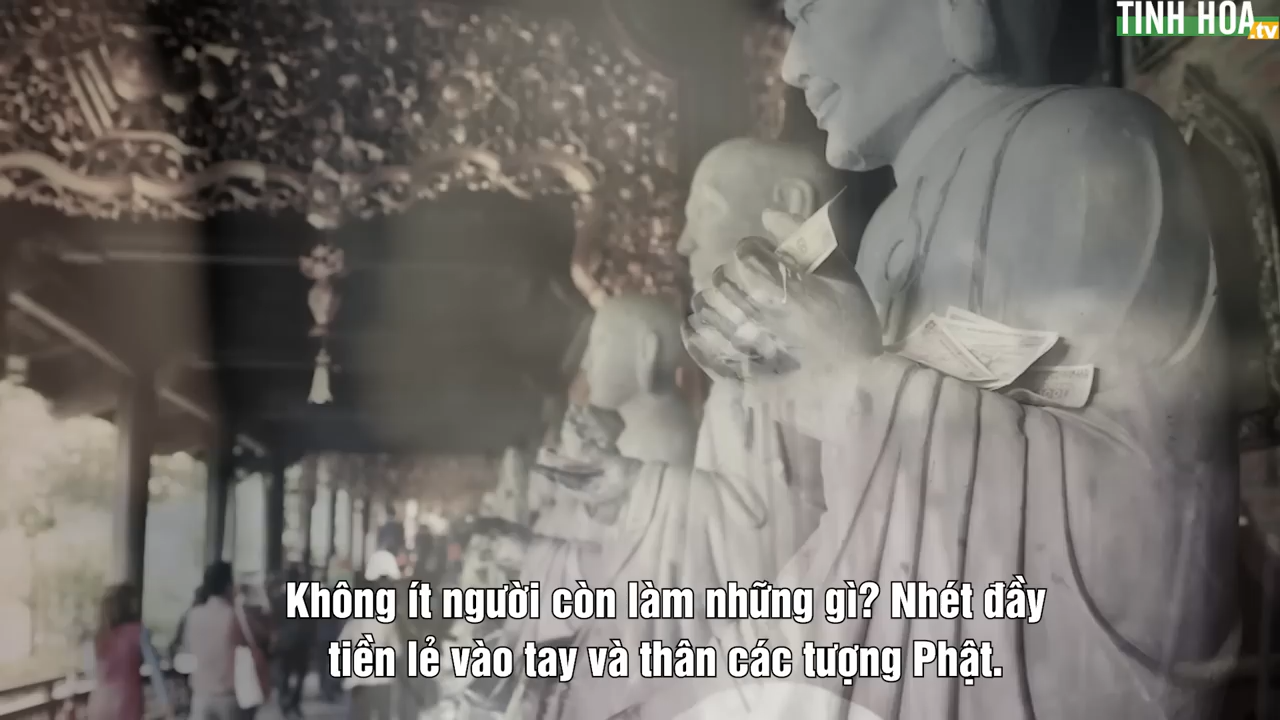 TINH HOA
.tv
Không ít người còn làm những gì? Nhét đầy
tiền lẻ vào tay và thân các tượng Phật.